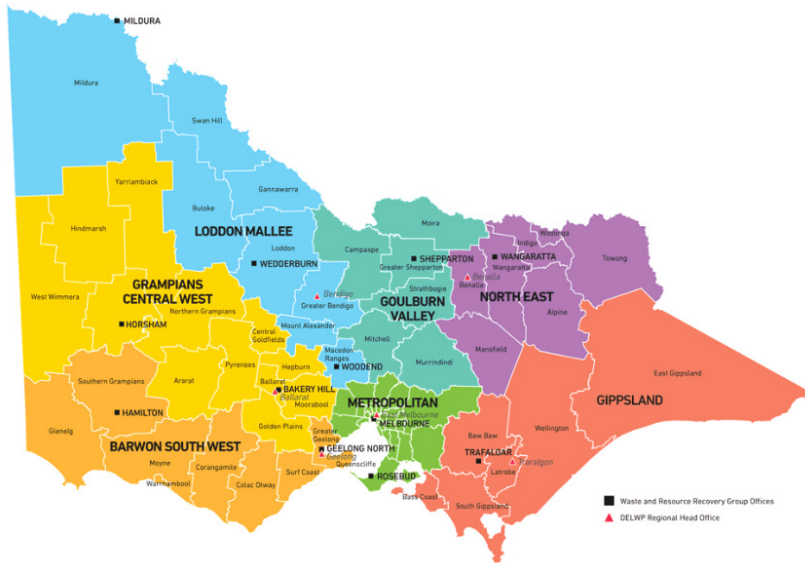 MILDURA
Mildura
Swan Hill
Yarriambiack
Gannawarra
Buloke
Hindmarsh
LODDON MALLEE
Loddon
WEDDERBURN
Moira
Campaspe
SHEPPARTON
Greater Shepparton
Wodonga
Indigo
WANGARATTA
Wangaratta
Towong
Benalla
Benalla
NORTH EAST
Strathbogie
GOULBURN
VALLEY
Bendigo
Greater Bendigo
GRAMPIANS
CENTRAL WEST
West Wimmera
Northern Grampians
HORSHAM
Central
Goldfields
Mount Alexander
Mitchell
Murrindindi
Mansfield
Alpine
Macedon
Ranges
WOODEND
Pyrenees
Hepburn
Ararat
Ballarat
BAKERY HILL
Ballarat
Moorabool
Southern Grampians
HAMILTON
Glenelg
Golden Plains
METROPOLITAN
East Melbourne
MELBOURNE
GIPPSLAND
East Gippsland
Wellington
Baw Baw
TRAFALGAR
Traralgon
Latrobe
BARWON SOUTH WEST
Moyne
Warrnambool
Corangamite
Colac Otway
Surf Coast
Greater
Geelong
GEELONG NORTH
Geelong
Queenscliffe
ROSEBUD
Bass Coast
South Gippsland
Waste and Resource Recovery Group Offices
DELWP Regional Head Office